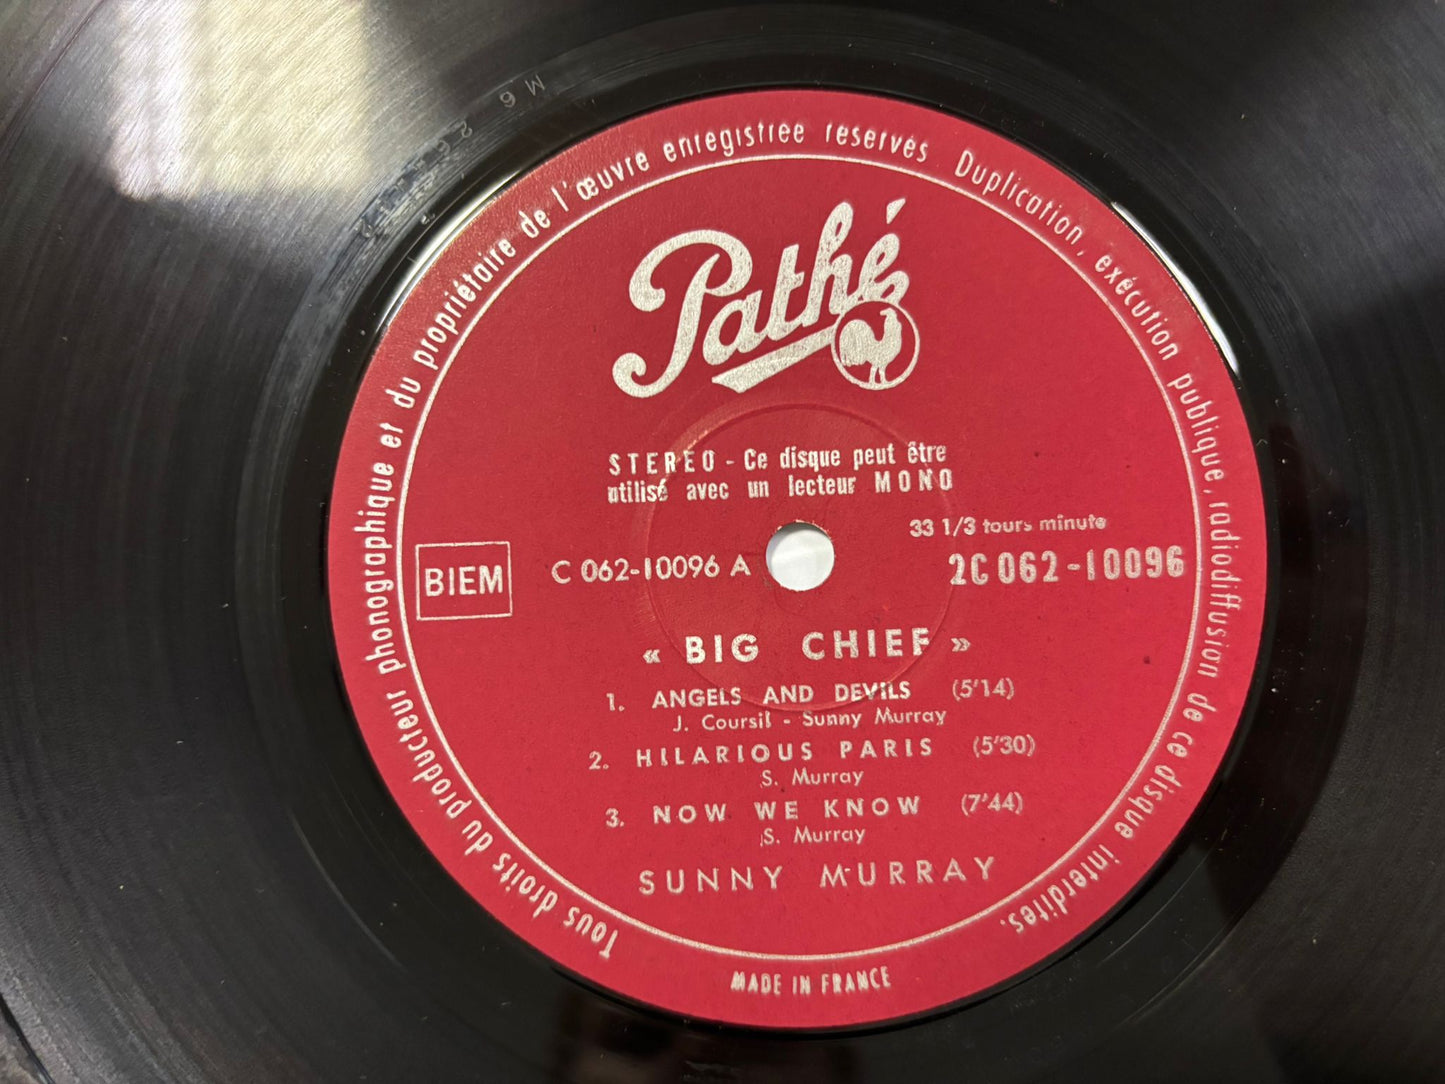 Tous droits du producteur phonographique et du propriétaire de l'œuvre enregistrée réservés Duplication, exécution publique, radiodiffusion de ce disque interdites.
Pathé
STEREO - Ce disque peut être
utilisé avec un lecteur MONO
33 1/3 tours minute
BIEM
C 062-10096 A
2C 062-10096
« BIG CHIEF »
1. ANGELS AND DEVILS (5'14)
J. Coursil - Sunny Murray
2. HILARIOUS PARIS (5'30)
S. Murray
3. NOW WE KNOW (7'44)
S. Murray
SUNNY MURRAY
MADE IN FRANCE
M 6